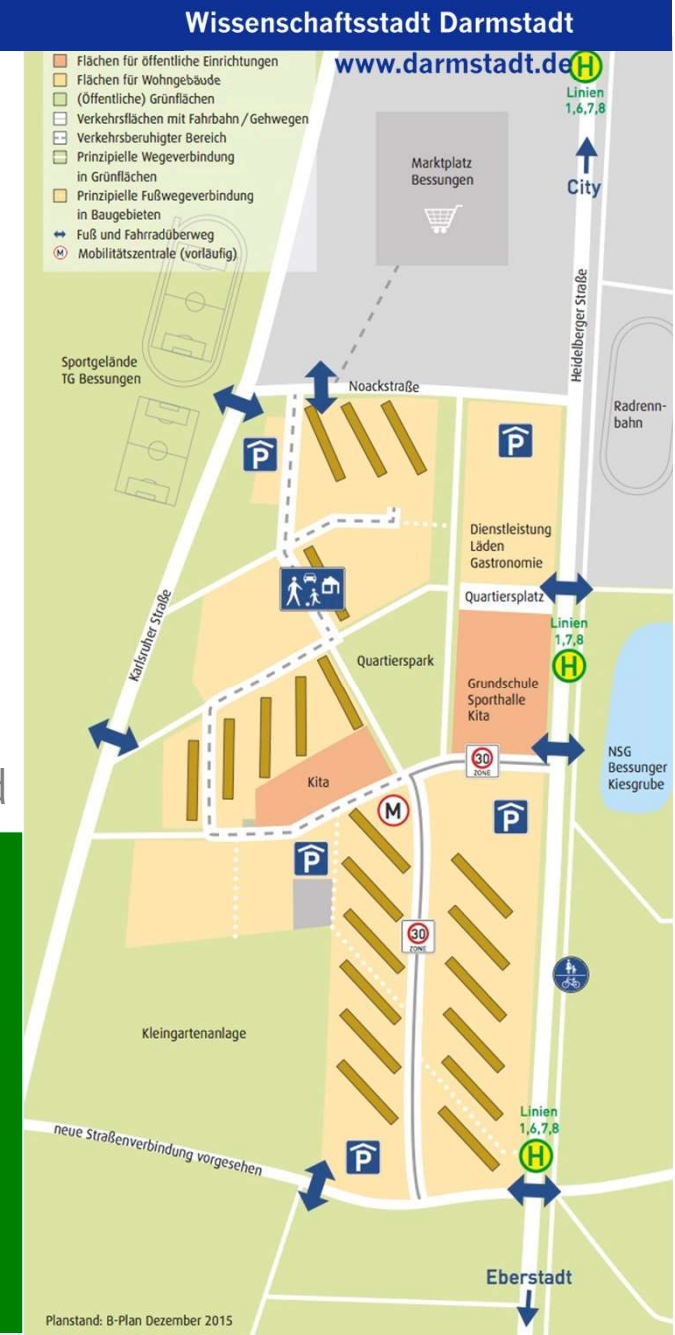 Wissenschaftsstadt Darmstadt
www.darmstadt.de
Flächen für öffentliche Einrichtungen
Flächen für Wohngebäude
(Öffentliche) Grünflächen
Verkehrsflächen mit Fahrbahn / Gehwegen
Verkehrsberuhigter Bereich
Prinzipielle Wegeverbindung
in Grünflächen
Prinzipielle Fußwegeverbindung
in Baugebieten
Fuß und Fahrradüberweg
M Mobilitätszentrale (vorläufig)
H
Linien
1,6,7,8
City
Marktplatz
Bessungen
Heidelberger Straße
Sportgelände
TG Bessungen
Noackstraße
Radrenn-
bahn
P
P
Dienstleistung
Läden
Gastronomie
Quartiersplatz
Linien
1,7,8
H
Karlsruher Straße
Quartierspark
Grundschule
Sporthalle
Kita
30
ZONE
NSG
Bessunger
Kiesgrube
Kita
M
P
P
30
ZONE
Kleingartenanlage
neue Straßenverbindung vorgesehen
Linien
1,6,7,8
H
P
Eberstadt
Planstand: B-Plan Dezember 2015